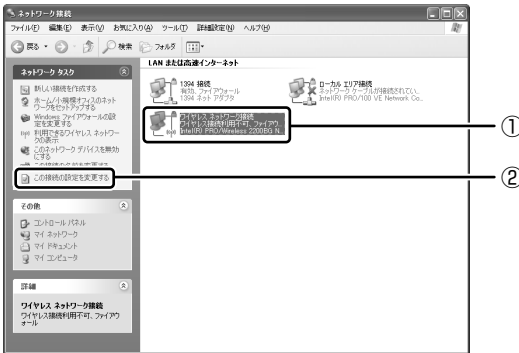 ネットワーク接続
ファイル(F) 編集(E) 表示(V) お気に入り(A) ツール(T) 詳細設定(N) ヘルプ(H)
戻る 検索 フォルダ
ネットワーク タスク
新しい接続を作成する
ホーム/小規模オフィスのネット
ワークをセットアップする
Windows ファイアウォールの設
定を変更する
利用できるワイヤレス ネットワー
クの表示
このネットワーク デバイスを無効
にする
この接続の名前を変更する
この接続の設定を変更する
その他
コントロール パネル
マイ ネットワーク
マイ ドキュメント
マイ コンピュータ
詳細
ワイヤレス ネットワーク接続
ワイヤレス接続利用不可、ファイアウ
ォール
LAN または高速インターネット
1394 接続
有効、ファイアウォール
1394 ネット アダプタ
ローカル エリア接続
ネットワーク ケーブルが接続されてい...
Intel(R) PRO/100 VE Network Co...
ワイヤレス ネットワーク接続
ワイヤレス接続利用不可、ファイアウ...
Intel(R) PRO/Wireless 2200BG N...
①
②